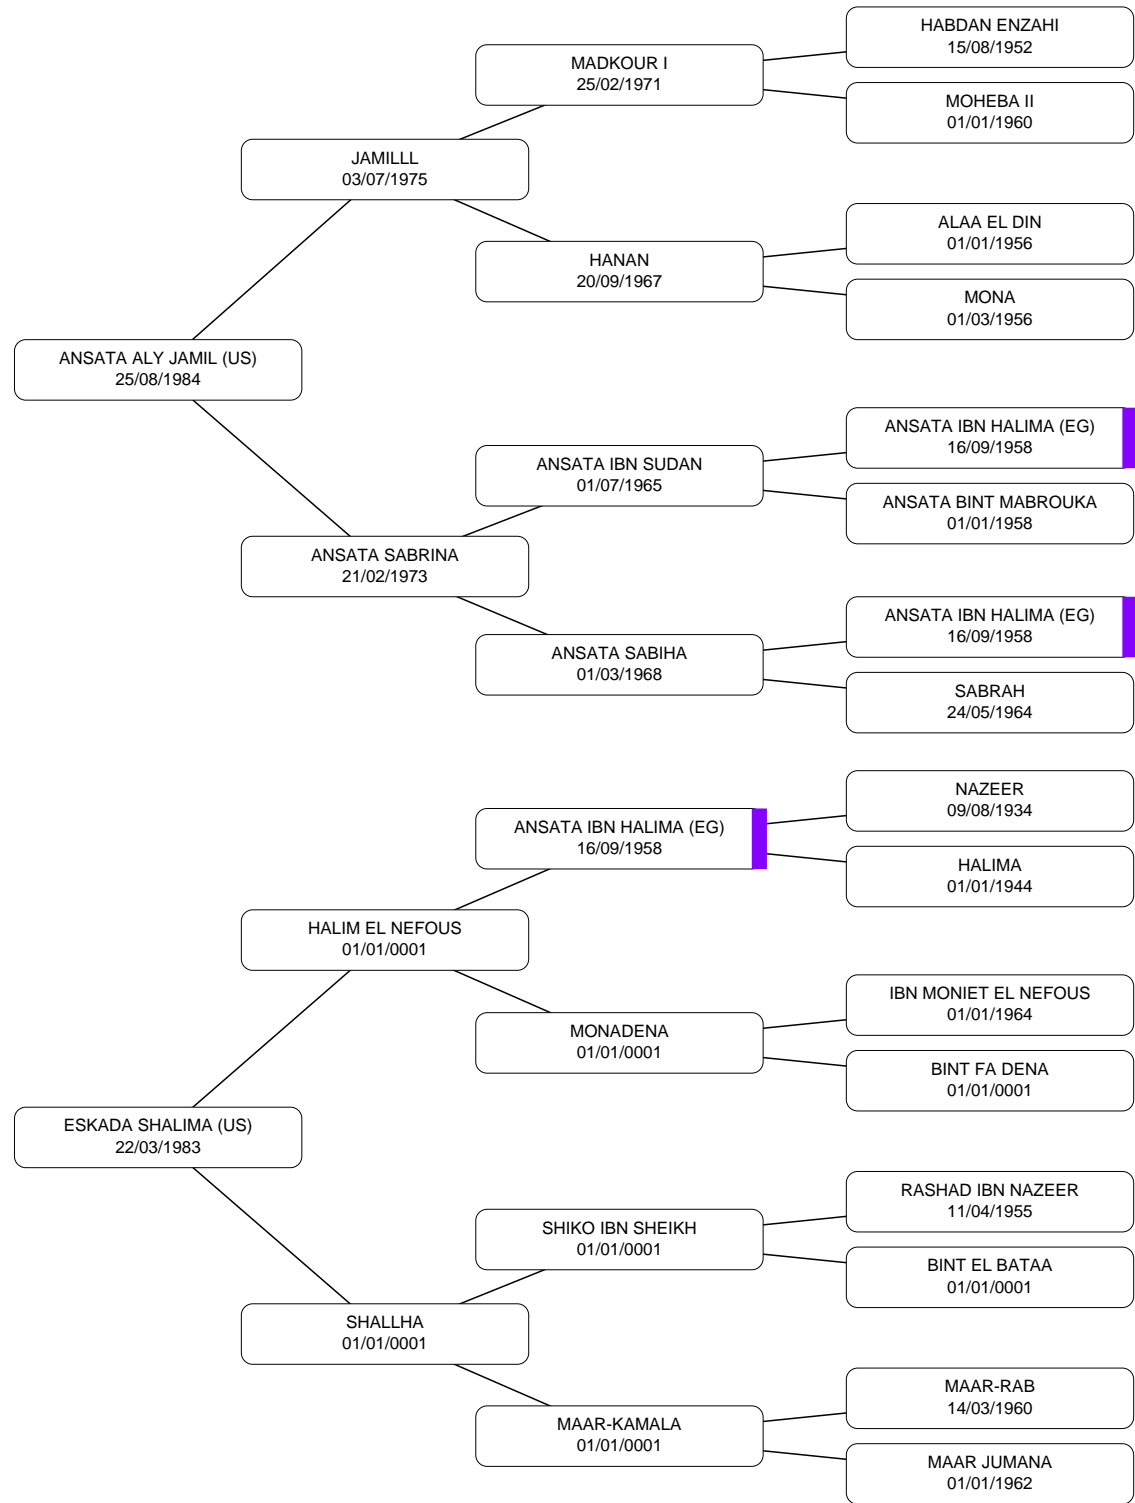 HABDAN ENZAHI
15/08/1952
MADKOUR I
25/02/1971
MOHEBA II
01/01/1960
JAMILLL
03/07/1975
ALAA EL DIN
01/01/1956
HANAN
20/09/1967
MONA
01/03/1956
ANSATA ALY JAMIL (US)
25/08/1984
ANSATA IBN HALIMA (EG)
16/09/1958
ANSATA IBN SUDAN
01/07/1965
ANSATA BINT MABROUKA
01/01/1958
ANSATA SABRINA
21/02/1973
ANSATA IBN HALIMA (EG)
16/09/1958
ANSATA SABIHA
01/03/1968
SABRAH
24/05/1964
NAZEER
09/08/1934
ANSATA IBN HALIMA (EG)
16/09/1958
HALIMA
01/01/1944
HALIM EL NEFOUS
01/01/0001
IBN MONIET EL NEFOUS
01/01/1964
MONADENA
01/01/0001
BINT FA DENA
01/01/0001
ESKADA SHALIMA (US)
22/03/1983
RASHAD IBN NAZEER
11/04/1955
SHIKO IBN SHEIKH
01/01/0001
BINT EL BATAA
01/01/0001
SHALLHA
01/01/0001
MAAR-RAB
14/03/1960
MAAR-KAMALA
01/01/0001
MAAR JUMANA
01/01/1962